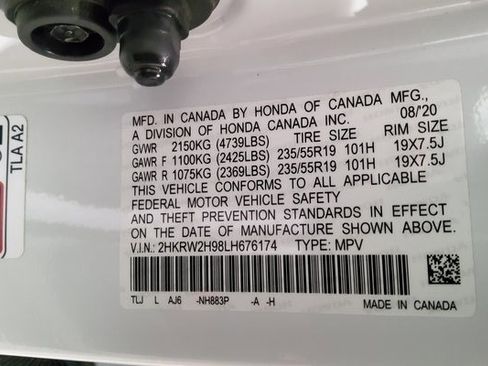 TLA A2
MFD. IN CANADA BY HONDA OF CANADA MFG.,
A DIVISION OF HONDA CANADA INC. 08/'20
GVWR 2150KG (4739LBS) TIRE SIZE RIM SIZE
GAWR F 1100KG (2425LBS) 235/55R19 101H 19X7.5J
GAWR R 1075KG (2369LBS) 235/55R19 101H 19X7.5J
THIS VEHICLE CONFORMS TO ALL APPLICABLE
FEDERAL MOTOR VEHICLE SAFETY
AND THEFT PREVENTION STANDARDS IN EFFECT
ON THE DATE OF MANUFACTURE SHOWN ABOVE.
V.I.N.: 2HKRW2H98LH676174 TYPE: MPV
TLJ L AJ6 -NH883P -A -H
MADE IN CANADA